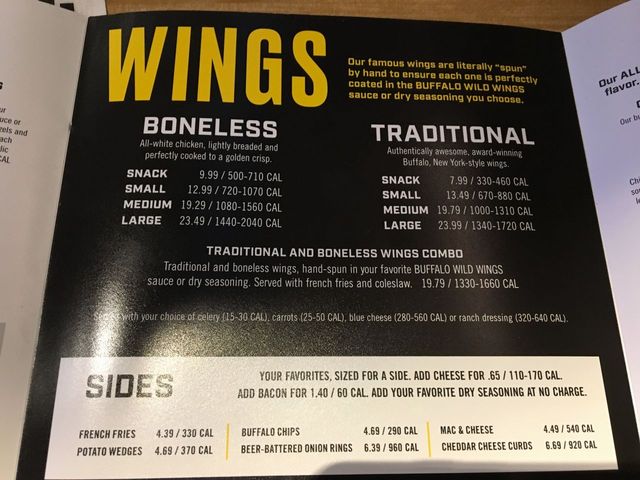 WINGS
Our famous wings are literally "spun"
by hand to ensure each one is perfectly
coated in the BUFFALO WILD WINGS
sauce or dry seasoning you choose.
BONELESS
All-white chicken, lightly breaded and
perfectly cooked to a golden crisp.
SNACK 9.99 / 500-710 CAL
SMALL 12.99 / 720-1070 CAL
MEDIUM 19.29 / 1080-1560 CAL
LARGE 23.49 / 1440-2040 CAL
TRADITIONAL
Authentically awesome, award-winning
Buffalo, New York-style wings.
SNACK 7.99 / 330-460 CAL
SMALL 13.49 / 670-880 CAL
MEDIUM 19.79 / 1000-1310 CAL
LARGE 23.99 / 1340-1720 CAL
TRADITIONAL AND BONELESS WINGS COMBO
Traditional and boneless wings, hand-spun in your favorite BUFFALO WILD WINGS
sauce or dry seasoning. Served with french fries and coleslaw. 19.79 / 1330-1660 CAL
Served with your choice of celery (15-30 CAL), carrots (25-50 CAL), blue cheese (280-560 CAL) or ranch dressing (320-640 CAL).
SIDES
YOUR FAVORITES, SIZED FOR A SIDE. ADD CHEESE FOR .65 / 110-170 CAL.
ADD BACON FOR 1.40 / 60 CAL. ADD YOUR FAVORITE DRY SEASONING AT NO CHARGE.
FRENCH FRIES 4.39 / 330 CAL
POTATO WEDGES 4.69 / 370 CAL
BUFFALO CHIPS 4.69 / 290 CAL
BEER-BATTERED ONION RINGS 6.39 / 960 CAL
MAC & CHEESE 4.49 / 540 CAL
CHEDDAR CHEESE CURDS 6.69 / 920 CAL
Our ALL
flavor.
Our bu